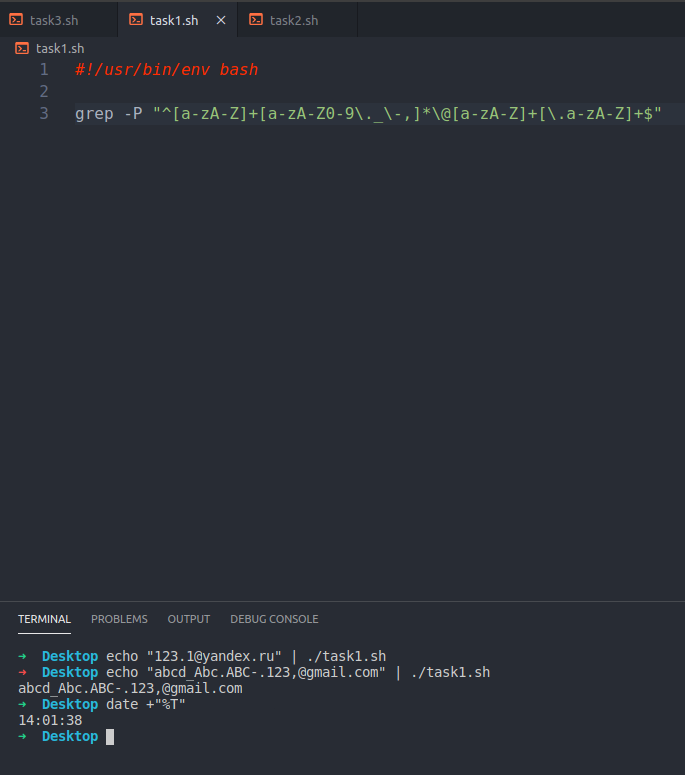 task3.sh task1.sh × task2.sh
task1.sh
1 #!/usr/bin/env bash
2
3 grep -P "^[a-zA-Z]+[a-zA-Z0-9\._\-,]*\@[a-zA-Z]+[\.a-zA-Z]+$"
TERMINAL PROBLEMS OUTPUT DEBUG CONSOLE
➜ Desktop echo "123.1@yandex.ru" | ./task1.sh
➜ Desktop echo "abcd_Abc.ABC-.123,@gmail.com" | ./task1.sh
abcd_Abc.ABC-.123,@gmail.com
➜ Desktop date +"%T"
14:01:38
➜ Desktop